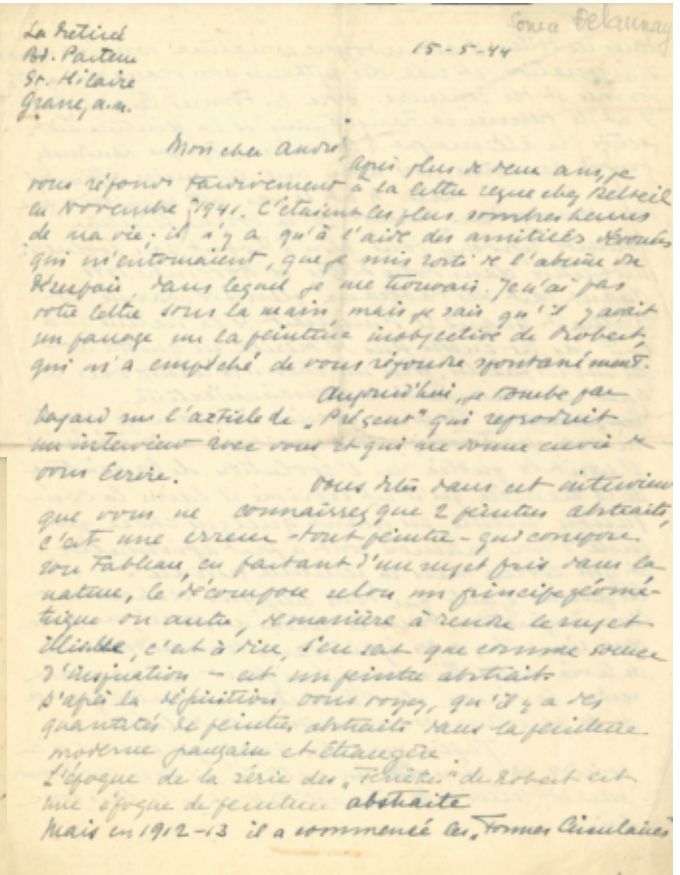 Sonia Delaunay
La Retiré
Bd. Pasteur
St. Hilaire
Grasse, a.m.
15-5-44
Mon cher André,
après plus de deux ans, je
vous réponds tardivement à la lettre reçue chez
en Novembre 1941. C'étaient les plus sombres heures
de ma vie; il n'y a qu'à l'aide des amitiés dévouées
qui m'entouraient, que je suis sorti de l'abîme du
désespoir, dans lequel je me trouvais. Je n'ai pas
votre lettre sous la main, mais je sais qu'il y avait
un passage sur la peinture inobjective de Robert,
qui m'a empêché de vous répondre spontanément.
Aujourd'hui, je tombe par
hasard sur l'article de „Présent" qui reproduit
un interview avec vous et qui me donne envie de
vous écrire.
Vous dites dans cet interview
que vous ne connaissez que 2 peintres abstraits,
c'est une erreur - tout peintre - qui compose
son tableau, en partant d'un sujet pris dans la
nature, le décompose selon un principe géomé-
trique ou autre, de manière à rendre le sujet
illisible, c'est à dire, s'en sert que comme source
d'inspiration — est un peintre abstrait.
D'après la définition vous voyez, qu'il y a des
quantités de peintres abstraits dans la peinture
moderne française et étrangère.
L'époque de la série des „Fenêtres" de Robert est
une époque de peinture abstraite
Mais en 1912-13 il a commencé les „Formes Circulaires